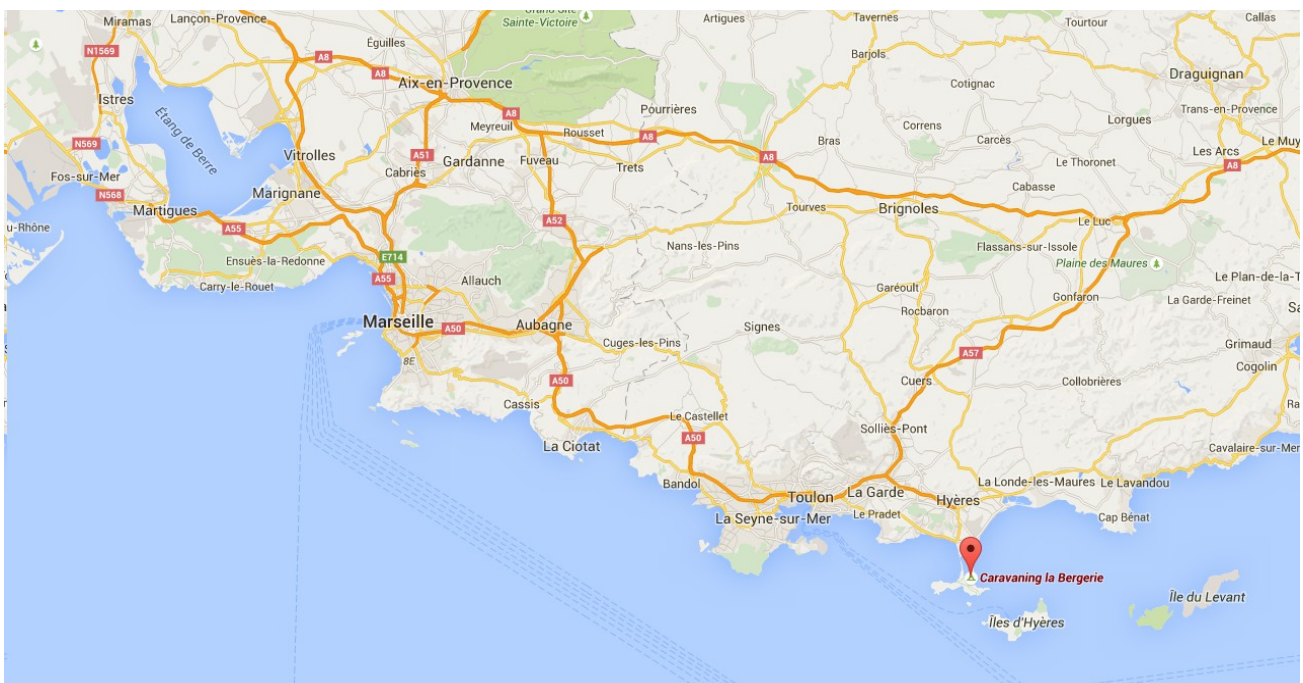 Grand Site
Sainte-Victoire
Miramas
Lançon-Provence
Artigues
Tavernes
Tourtour
Callas
N1569
Éguilles
A8
A8
Barjols
Aix-en-Provence
Cotignac
Draguignan
Istres
Étang de Berre
Pourrières
Trans-en-Provence
A8
Meyreuil
Rousset
A8
Correns
Lorgues
N569
Vitrolles
A51
Gardanne
Fuveau
Trets
A8
Bras
Carcès
Le Thoronet
Les Arcs
Le Muy
A8
Fos-sur-Mer
Cabries
N568
Marignane
Cabasse
Martigues
Tourves
Brignoles
Le Luc
u-Rhône
A55
A52
Nans-les-Pins
Flassans-sur-Issole
Ensuès-la-Redonne
E714
Plaine des Maures
A55
Allauch
Carry-le-Rouet
Garéoult
Gonfaron
Le Plan-de-la-T
La Garde-Freinet
Rocbaron
Sa
Marseille
A50
Aubagne
Signes
Cuges-les-Pins
Grimaud
8E
A57
Cogolin
A50
Cuers
Collobrières
Cassis
Ra
Le Castellet
Solliès-Pont
La Ciotat
A50
Cavalaire-sur-Mer
Bandol
La Londe-les-Maures
Le Lavandou
Toulon
La Garde
Hyères
La Seyne-sur-Mer
Le Pradet
Cap Bénat
Caravaning la Bergerie
Île du Levant
Îles d'Hyères